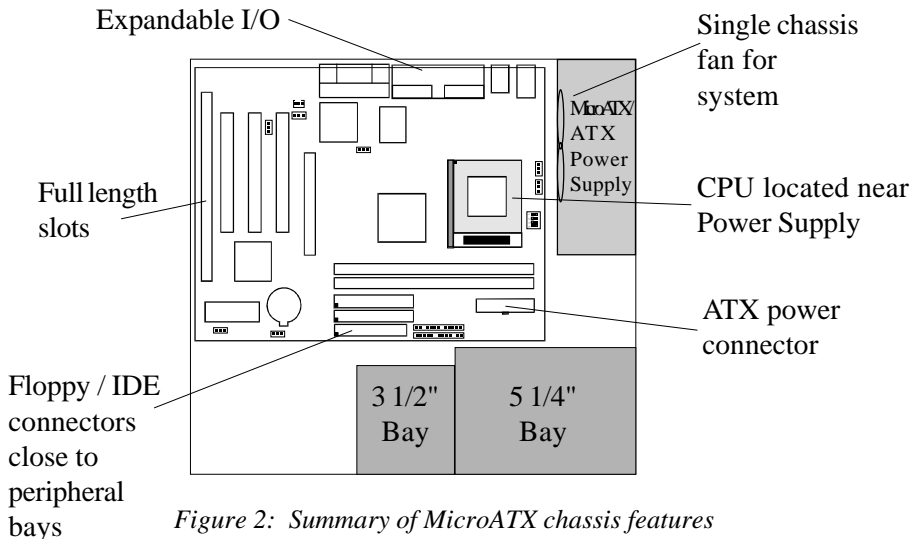 Expandable I/O
Single chassis
fan for
system
MicroATX/
ATX
Power
Supply
Full length
slots
CPU located near
Power Supply
ATX power
connector
Floppy / IDE
connectors
close to
peripheral
bays
3 1/2"
Bay
5 1/4"
Bay
Figure 2:  Summary of MicroATX chassis features